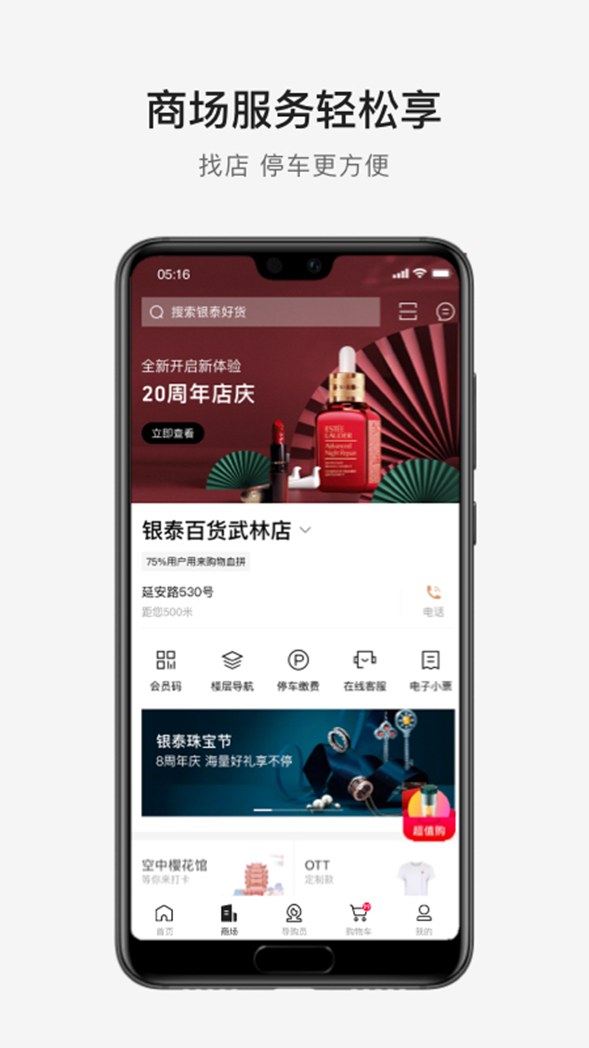 商场服务轻松享
找店 停车更方便
05:16
搜索银泰好货
全新开启新体验
20周年店庆
立即查看
ESTEE
LAUDER
Advanced
Night Repair
银泰百货武林店
75%用户用来购物血拼
延安路530号
距您500米
电话
会员码
楼层导航
停车缴费
在线客服
电子小票
银泰珠宝节
8周年庆 海量好礼享不停
超值购
空中樱花馆
等你来打卡
OTT
定制款
首页
商场
导购员
购物车
我的